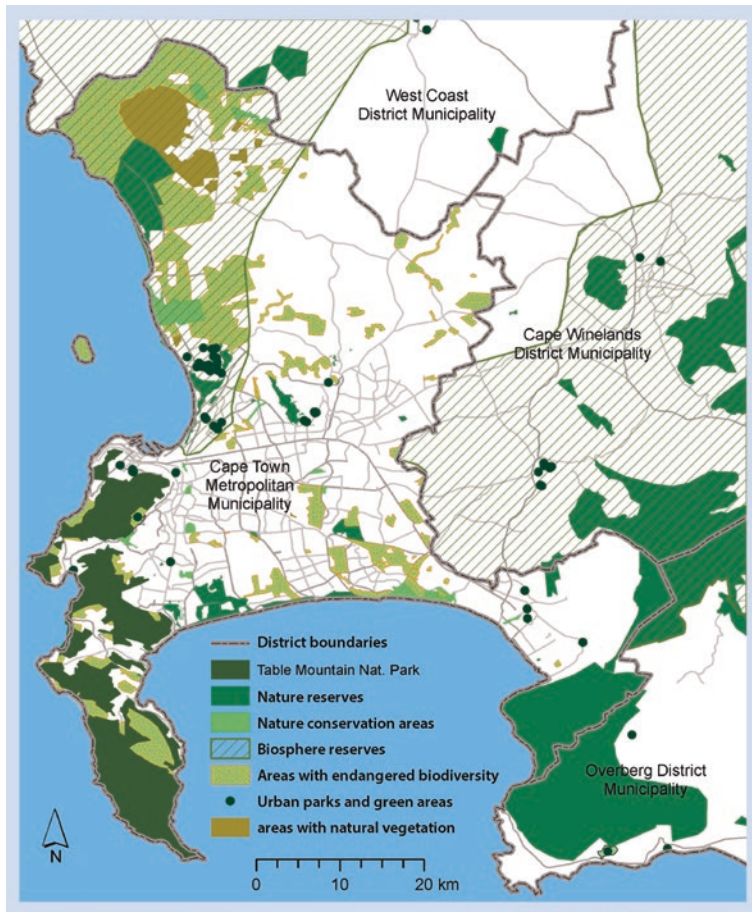 West Coast
District Municipality
Cape Winelands
District Municipality
Cape Town
Metropolitan
Municipality
District boundaries
Table Mountain Nat. Park
Nature reserves
Nature conservation areas
Biosphere reserves
Areas with endangered biodiversity
Urban parks and green areas
areas with natural vegetation
Overberg District
Municipality
N
0 10 20 km